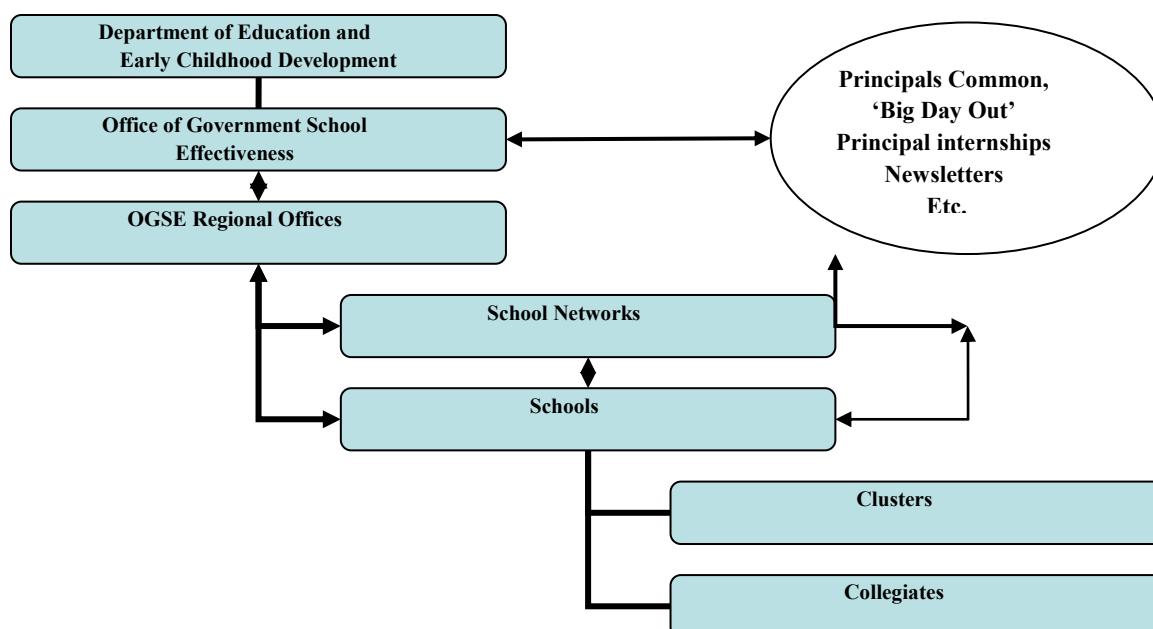 Department of Education and
Early Childhood Development
Principals Common,
‘Big Day Out’
Principal internships
Newsletters
Etc.
Office of Government School
Effectiveness
OGSE Regional Offices
School Networks
Schools
Clusters
Collegiates